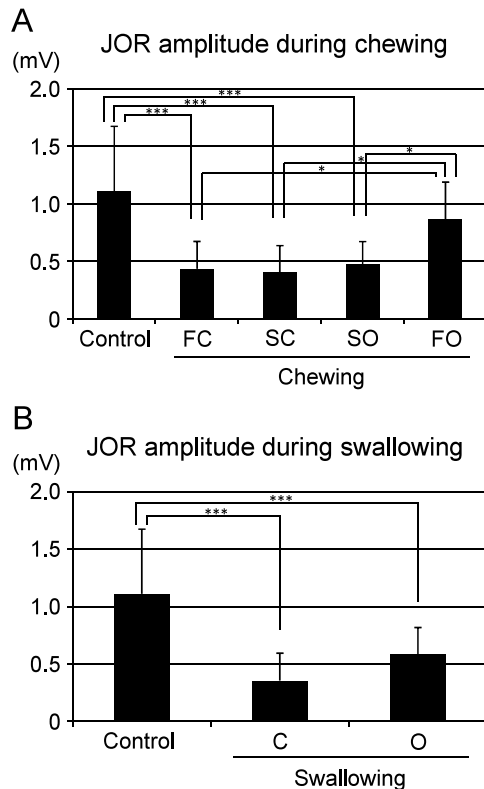 A
JOR amplitude during chewing
(mV)
2.0
***
***
***
*
1.5
*
*
1.0
0.5
0
Control FC SC SO FO
Chewing
B
JOR amplitude during swallowing
(mV)
2.0
***
***
1.5
1.0
0.5
0
Control C O
Swallowing